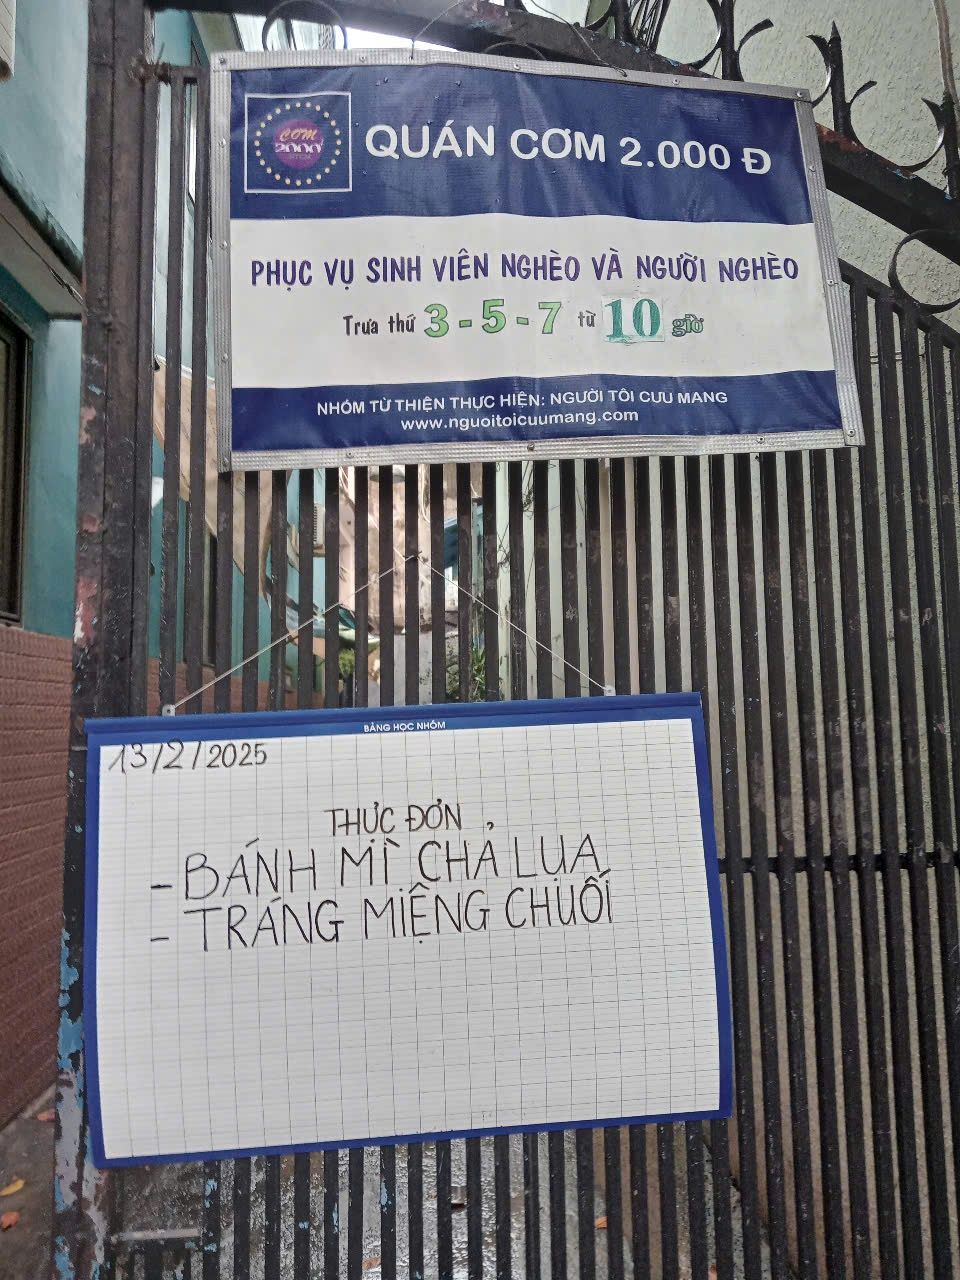 CƠM
2000
QUÁN CƠM 2.000 Đ
PHỤC VỤ SINH VIÊN NGHÈO VÀ NGƯỜI NGHÈO
Trưa thứ 3 - 5 - 7 từ 10 giờ
NHÓM TỪ THIỆN THỰC HIỆN: NGƯỜI TÔI CƯU MANG
www.nguoitoicuumang.com
BẢNG HỌC NHÓM
13/2/2025
THỰC ĐƠN
- BÁNH MÌ CHẢ LỤA
- TRÁNG MIỆNG CHUỐI